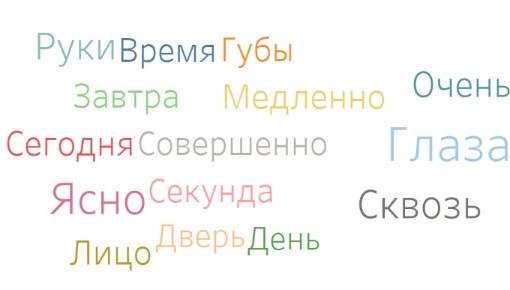 Руки Время Губы
Очень
Завтра Медленно
Сегодня Совершенно Глаза
Ясно Секунда
Сквозь
Лицо Дверь День